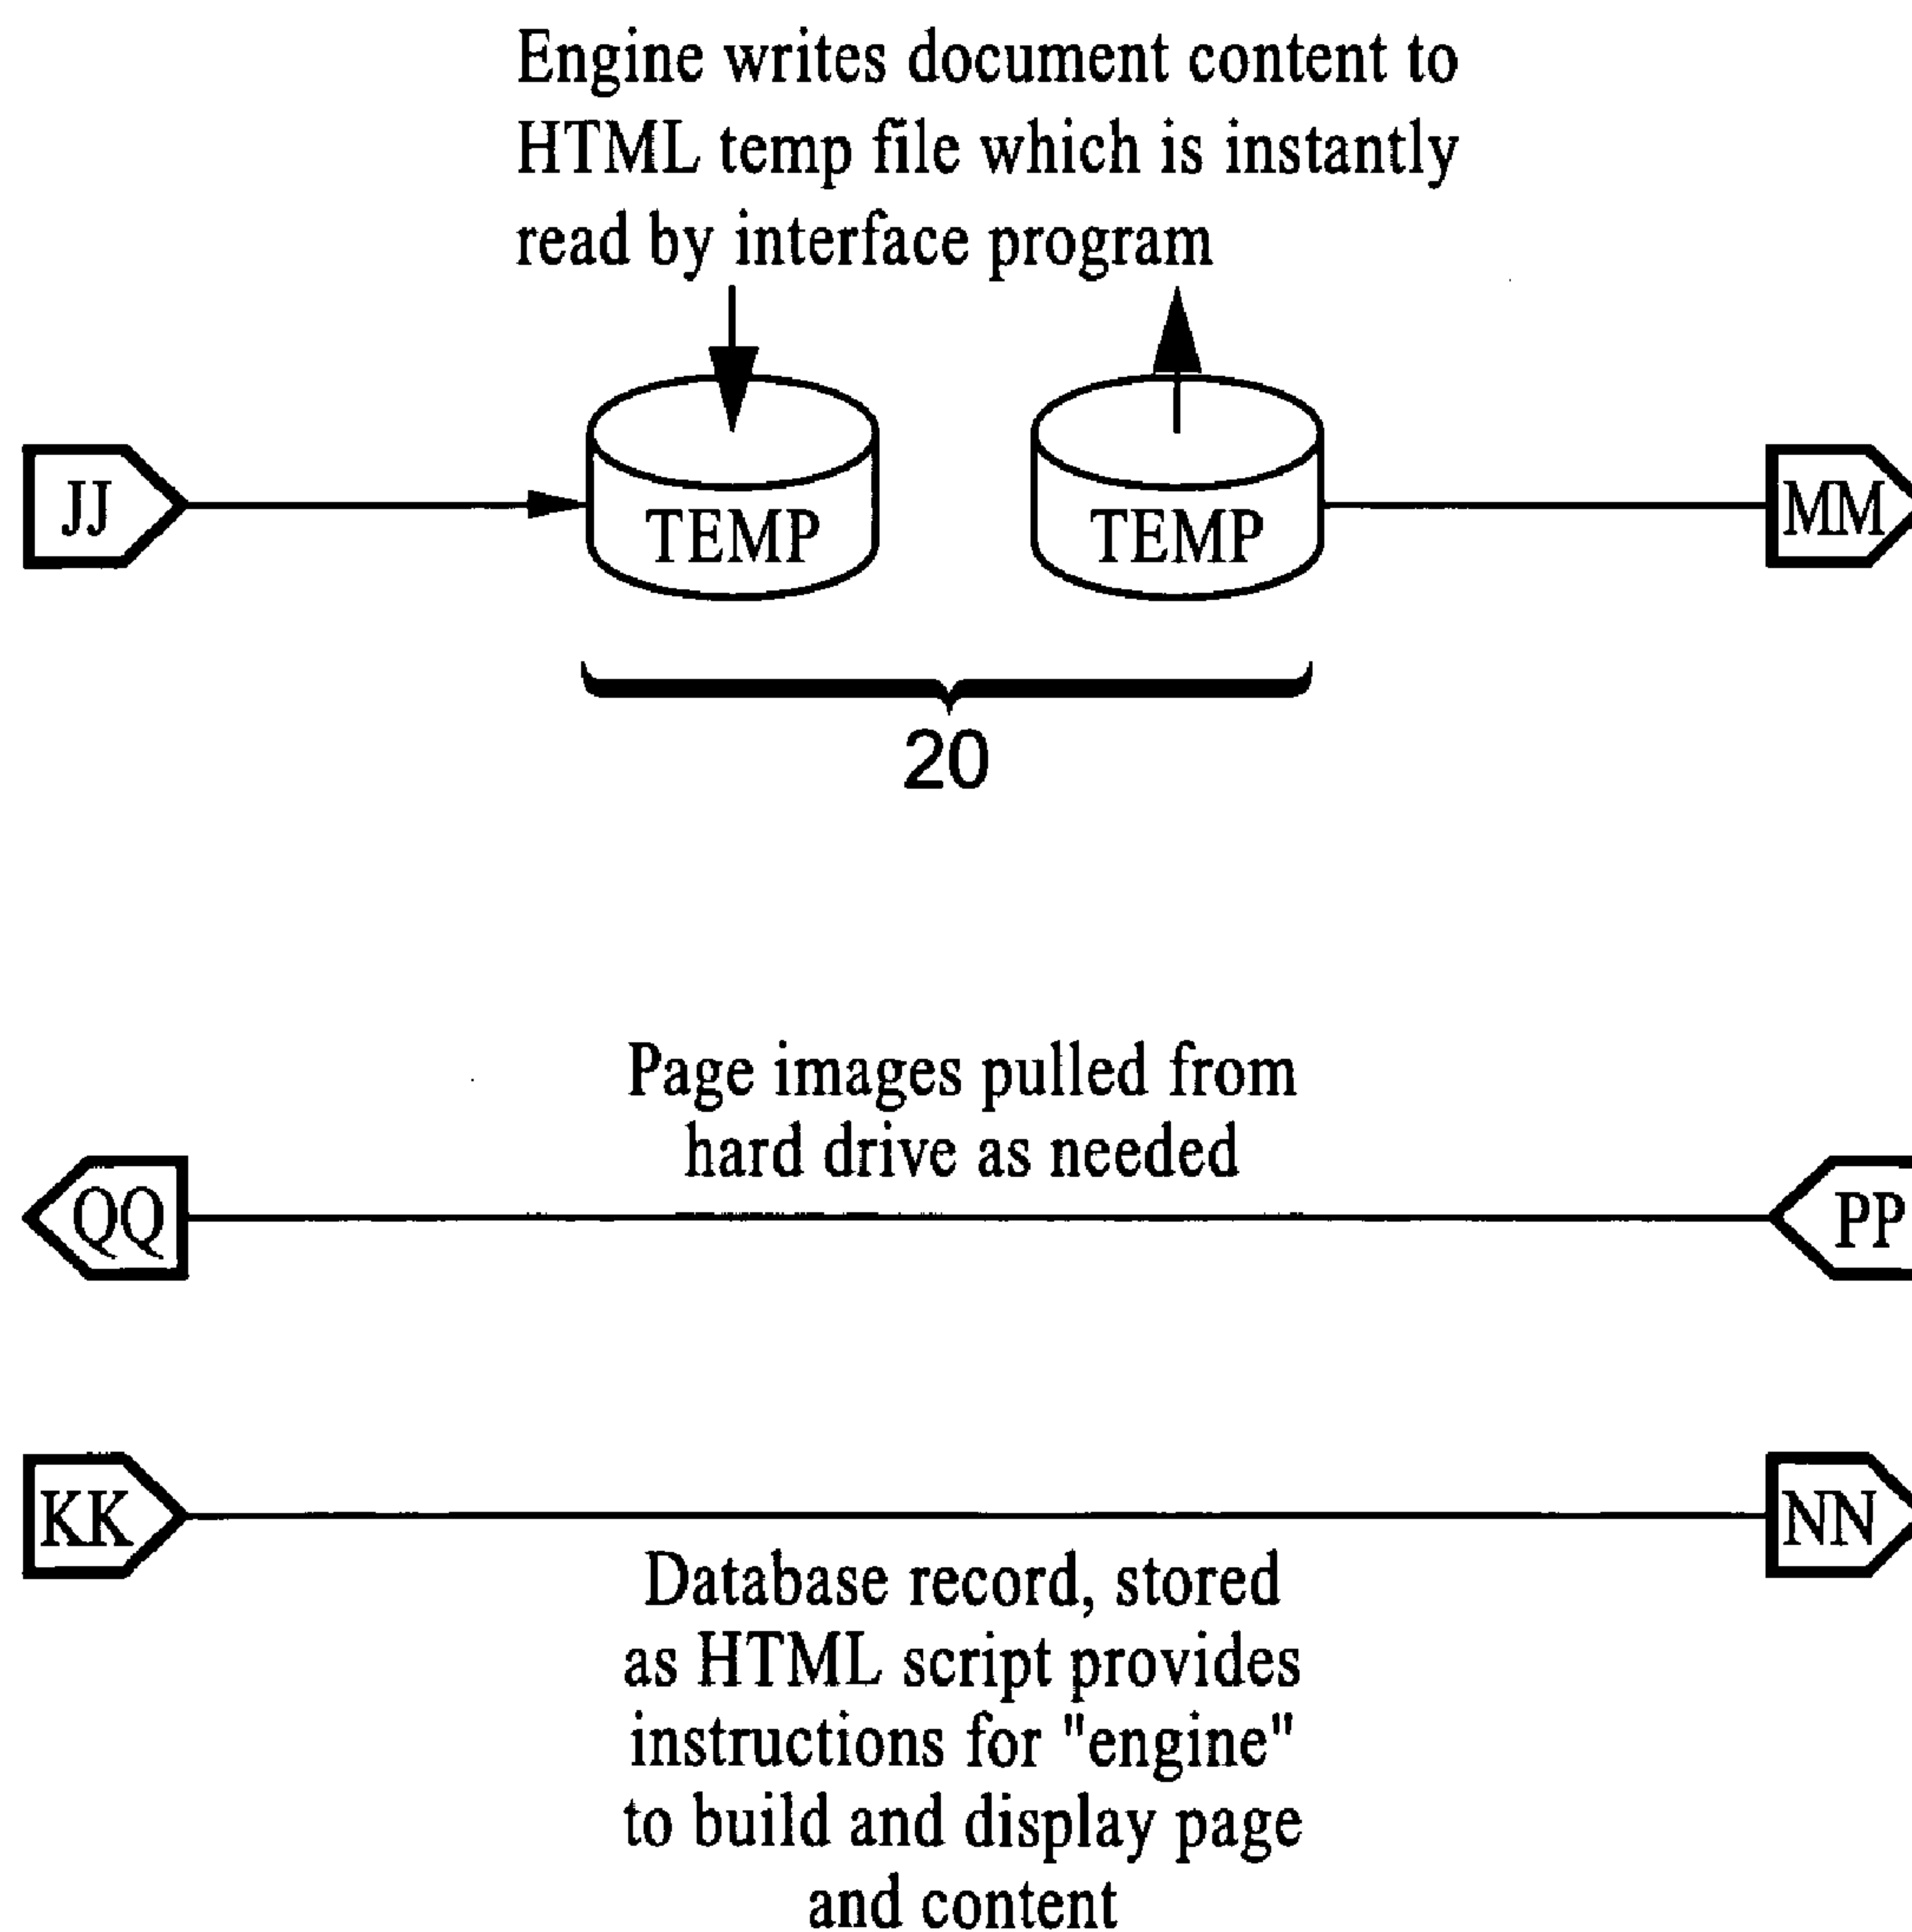 Engine writes document content to
HTML temp file which is instantly
read by interface program
JJ
TEMP
TEMP
MM
20
Page images pulled from
hard drive as needed
QQ
PP
KK
NN
Database record, stored
as HTML script provides
instructions for "engine"
to build and display page
and content